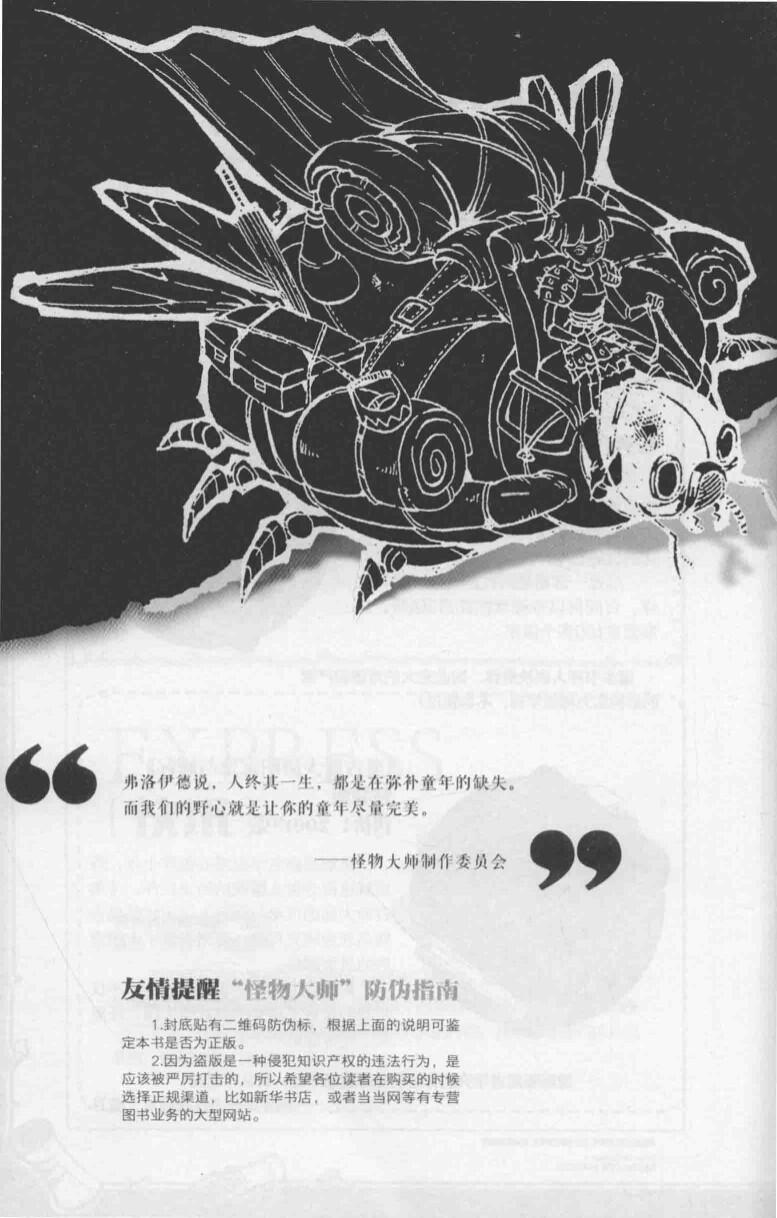 弗洛伊德说，人终其一生，都是在弥补童年的缺失。
而我们的野心就是让你的童年尽量完美。
——怪物大师制作委员会
友情提醒“怪物大师”防伪指南
1.封底贴有二维码防伪标，根据上面的说明可鉴
定本书是否为正版。
2.因为盗版是一种侵犯知识产权的违法行为，是
应该被严厉打击的，所以希望各位读者在购买的时候
选择正规渠道，比如新华书店，或者当当网等有专营
图书业务的大型网站。